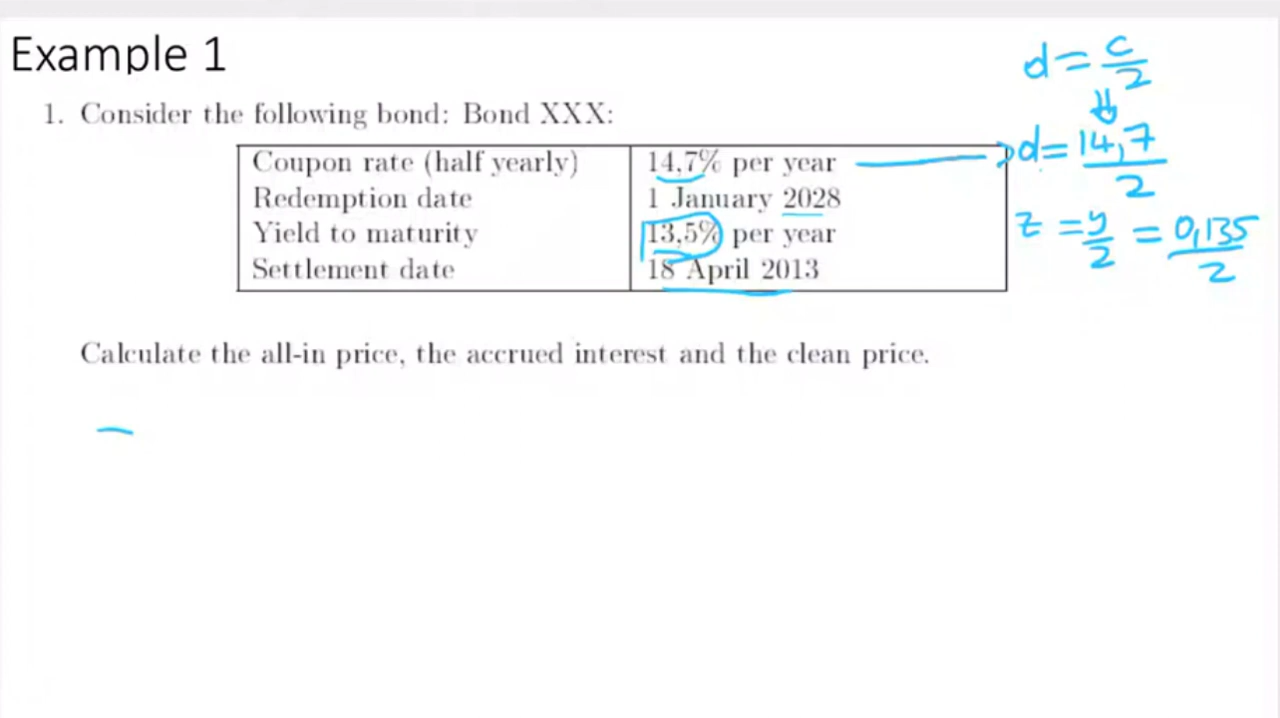 Example 1
d = c/2
⇓
1. Consider the following bond: Bond XXX:
Coupon rate (half yearly) 14,7% per year → d = 14,7/2
Redemption date 1 January 2028
Yield to maturity 13,5% per year z = y/2 = 0,135/2
Settlement date 18 April 2013
Calculate the all-in price, the accrued interest and the clean price.